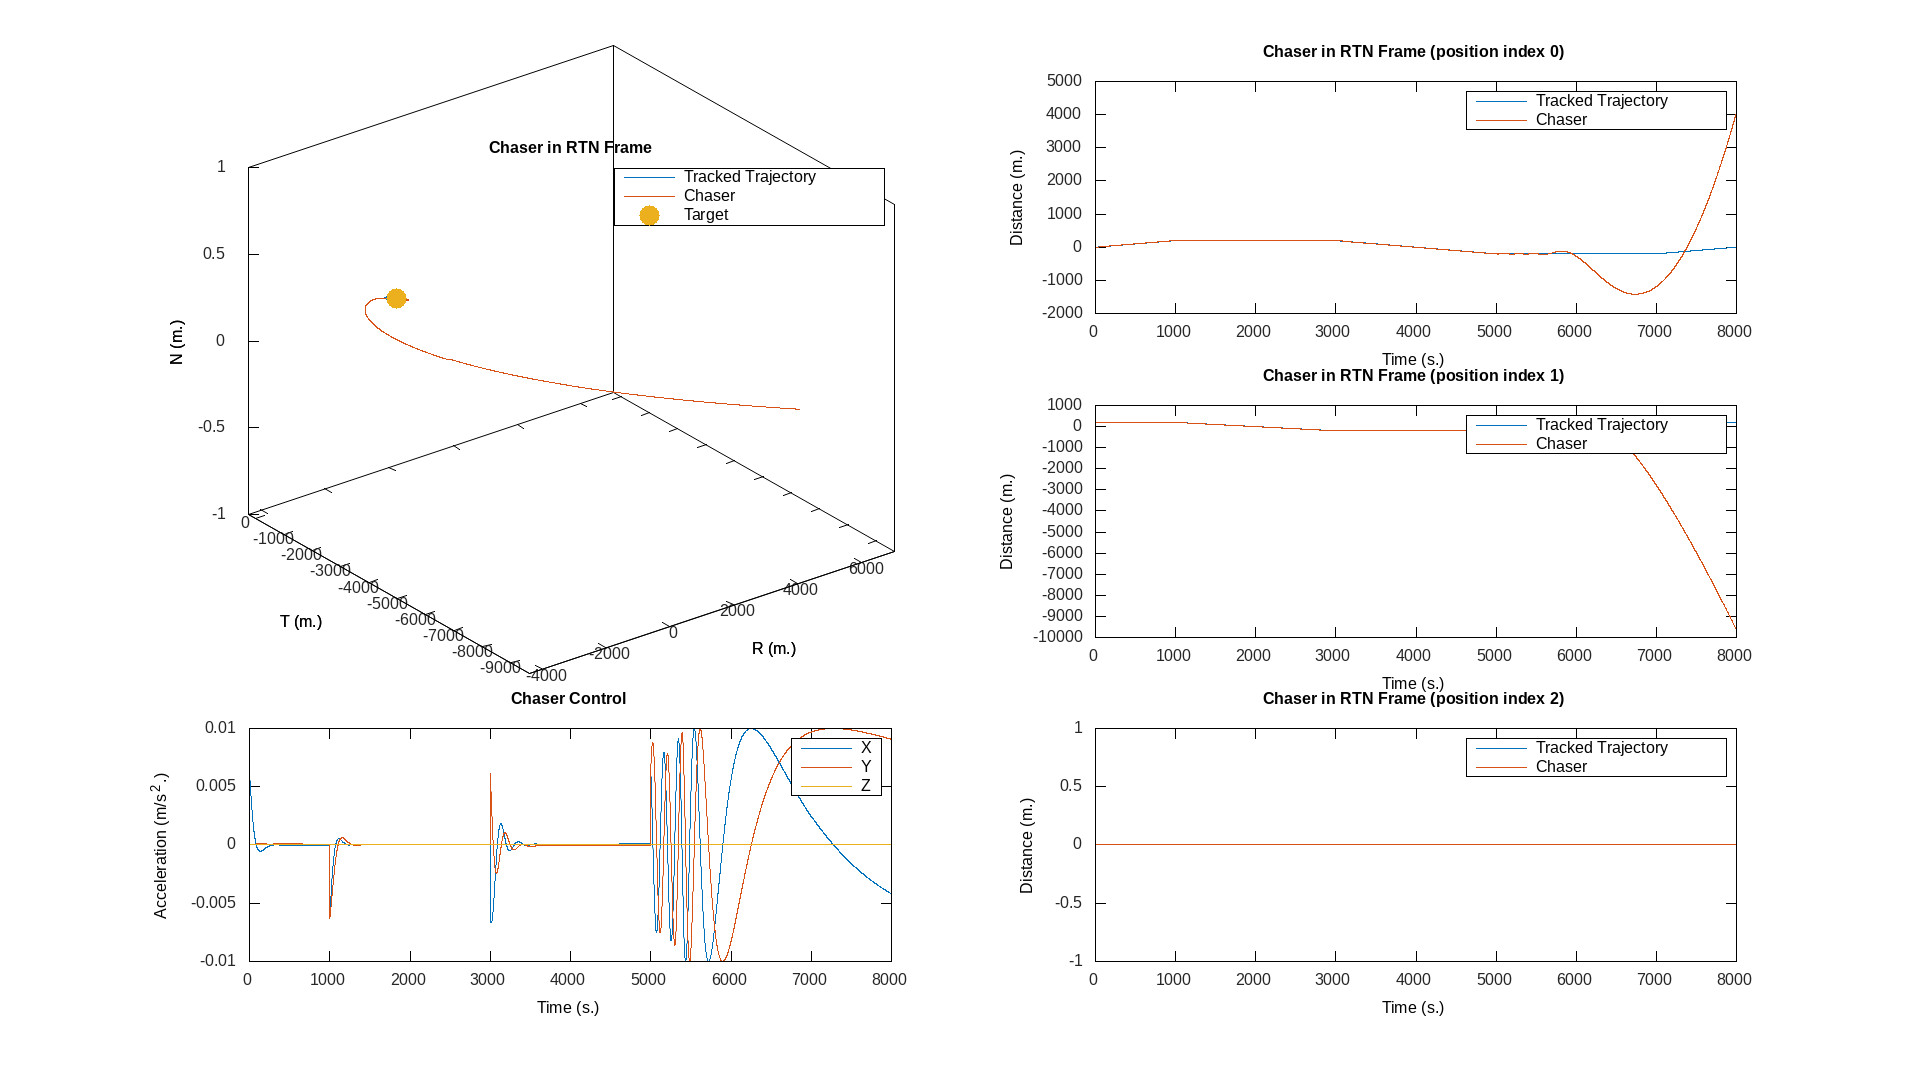 Chaser in RTN Frame
Tracked Trajectory
Chaser
Target
1
0.5
0
-0.5
-1
N (m.)
0
-1000
-2000
-3000
-4000
-5000
-6000
-7000
-8000
-9000
T (m.)
-4000
-2000
0
2000
4000
6000
R (m.)
Chaser in RTN Frame (position index 0)
Tracked Trajectory
Chaser
5000
4000
3000
2000
1000
0
-1000
-2000
Distance (m.)
0 1000 2000 3000 4000 5000 6000 7000 8000
Time (s.)
Chaser in RTN Frame (position index 1)
Tracked Trajectory
Chaser
1000
0
-1000
-2000
-3000
-4000
-5000
-6000
-7000
-8000
-9000
-10000
Distance (m.)
0 1000 2000 3000 4000 5000 6000 7000 8000
Time (s.)
Chaser Control
X
Y
Z
0.01
0.005
0
-0.005
-0.01
Acceleration (m/s².)
0 1000 2000 3000 4000 5000 6000 7000 8000
Time (s.)
Chaser in RTN Frame (position index 2)
Tracked Trajectory
Chaser
1
0.5
0
-0.5
-1
Distance (m.)
0 1000 2000 3000 4000 5000 6000 7000 8000
Time (s.)